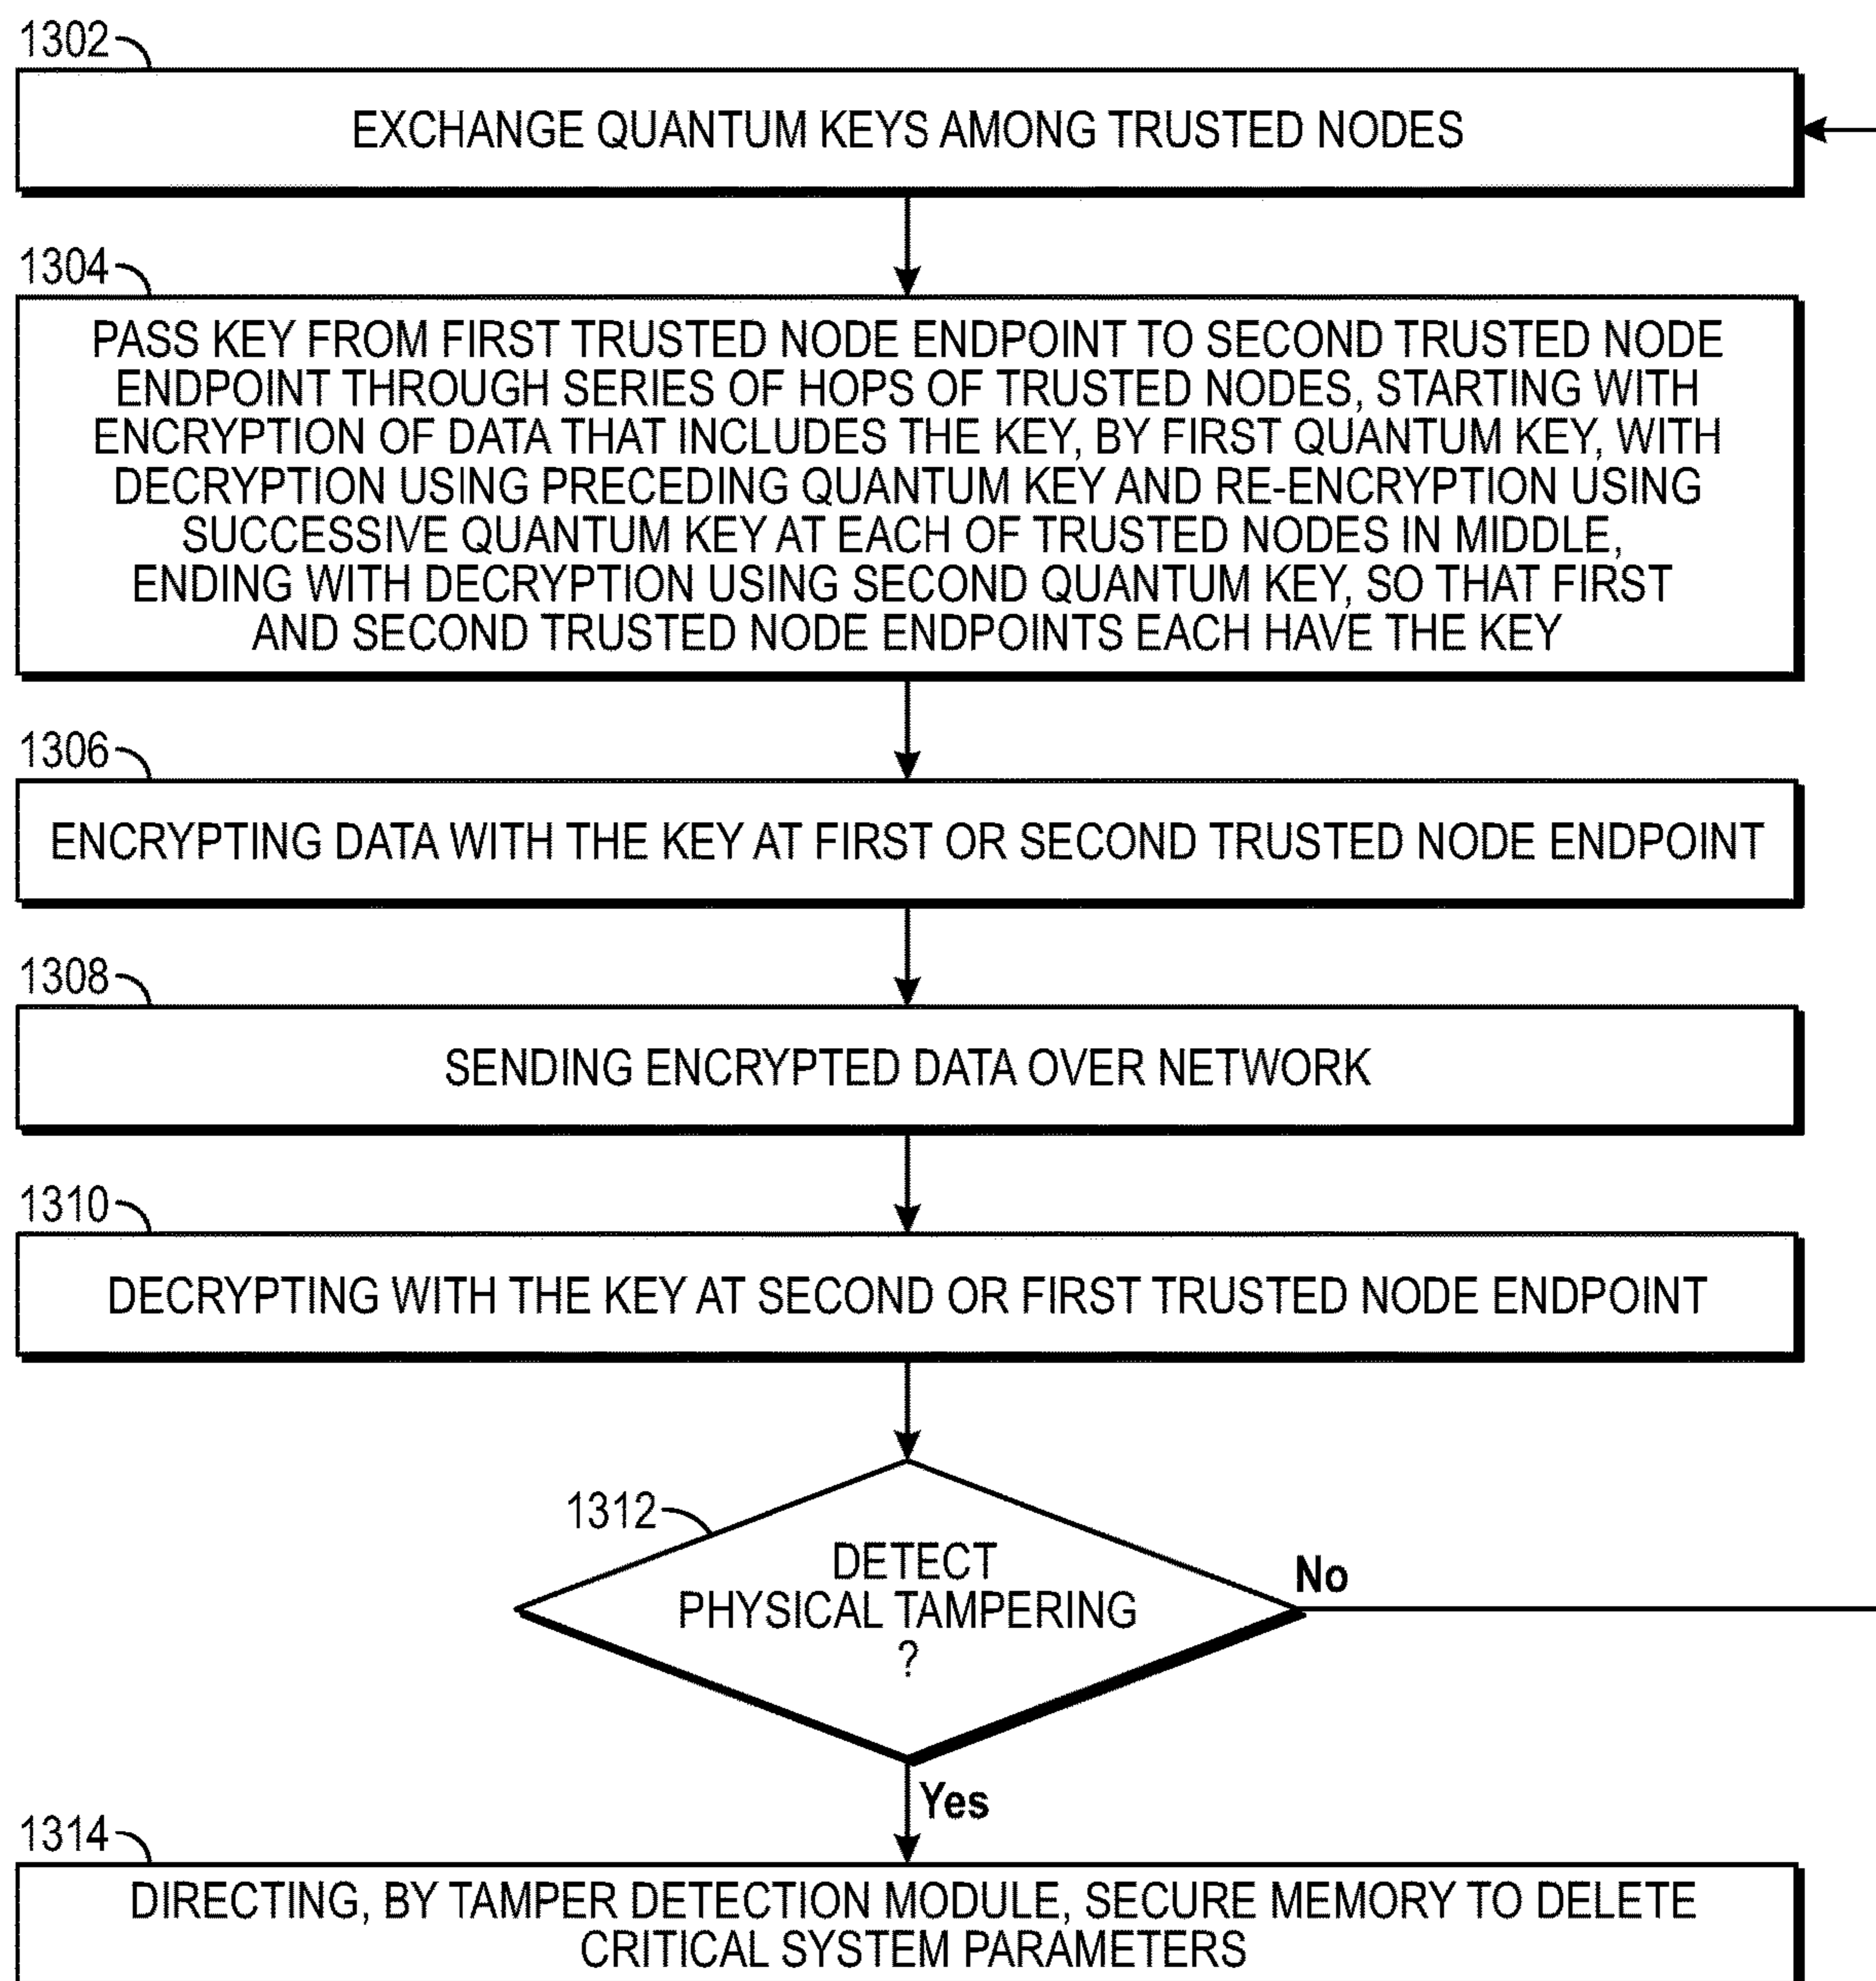 1302
EXCHANGE QUANTUM KEYS AMONG TRUSTED NODES
1304
PASS KEY FROM FIRST TRUSTED NODE ENDPOINT TO SECOND TRUSTED NODE
ENDPOINT THROUGH SERIES OF HOPS OF TRUSTED NODES, STARTING WITH
ENCRYPTION OF DATA THAT INCLUDES THE KEY, BY FIRST QUANTUM KEY, WITH
DECRYPTION USING PRECEDING QUANTUM KEY AND RE-ENCRYPTION USING
SUCCESSIVE QUANTUM KEY AT EACH OF TRUSTED NODES IN MIDDLE,
ENDING WITH DECRYPTION USING SECOND QUANTUM KEY, SO THAT FIRST
AND SECOND TRUSTED NODE ENDPOINTS EACH HAVE THE KEY
1306
ENCRYPTING DATA WITH THE KEY AT FIRST OR SECOND TRUSTED NODE ENDPOINT
1308
SENDING ENCRYPTED DATA OVER NETWORK
1310
DECRYPTING WITH THE KEY AT SECOND OR FIRST TRUSTED NODE ENDPOINT
1312
DETECT
PHYSICAL TAMPERING
?
No
Yes
1314
DIRECTING, BY TAMPER DETECTION MODULE, SECURE MEMORY TO DELETE
CRITICAL SYSTEM PARAMETERS